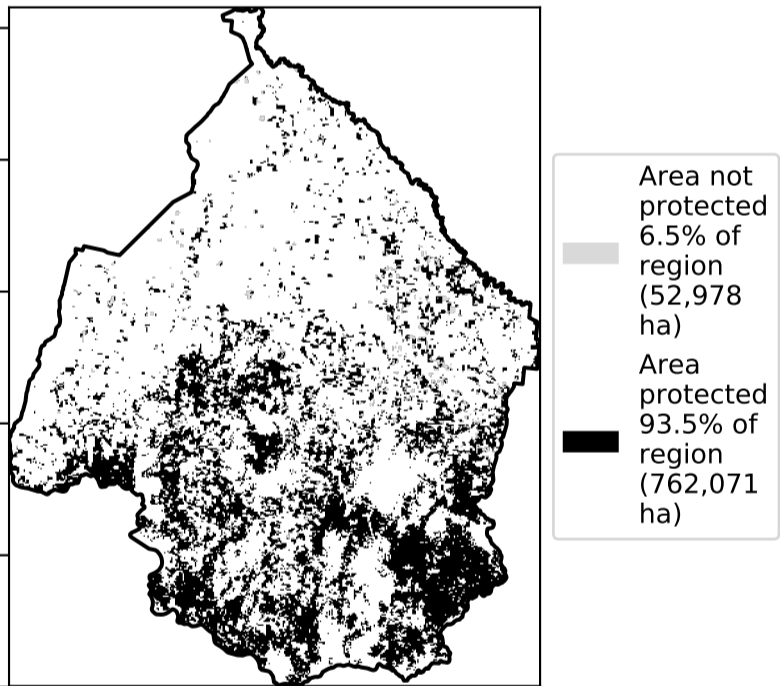 Area not
protected
6.5% of
region
(52,978
ha)
Area
protected
93.5% of
region
(762,071
ha)